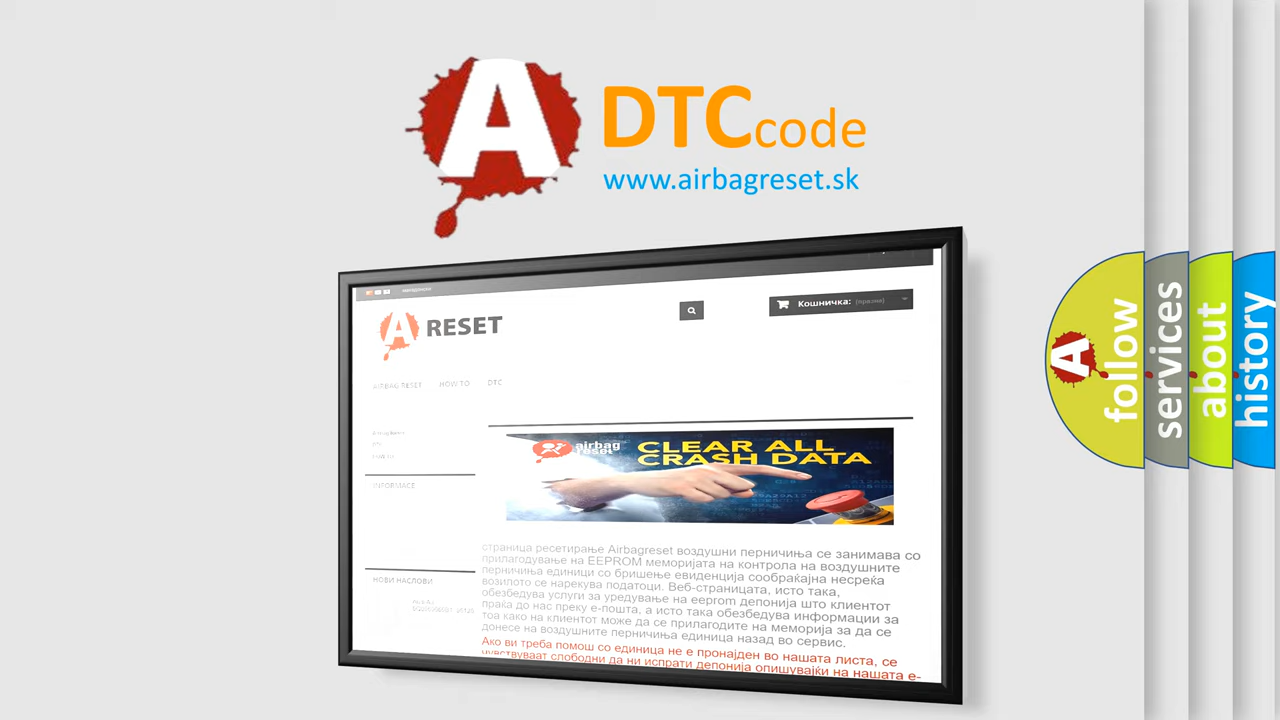 A
DTC code
www.airbagreset.sk
A RESET
Кошничка: (празни)
AIRBAG RESET HOW TO DTC
INFORMACE
airbag
reset
CLEAR ALL
CRASH DATA
страница ресетирање Airbagreset воздушни перничиња се занимава со
прилагодување на EEPROM меморијата на контрола на воздушните
перничиња единици со бришење евиденција сообраќајна несреќа
возилото се нарекува податоци. Веб-страницата, исто така,
обезбедува услуги за уредување на eeprom депонија што клиентот
праќа до нас преку е-пошта, а исто така обезбедува информации за
тоа како на клиентот може да се прилагодите на меморија за да се
донесе на воздушните перничиња единица назад во сервис.
Ако ви треба помош со единица не е пронајден во нашата листа, се
чувствуваат слободни да ни испрати депонија опишувајќи на нашата е-
НОВИ НАСЛОВИ
A
follow
services
about
history